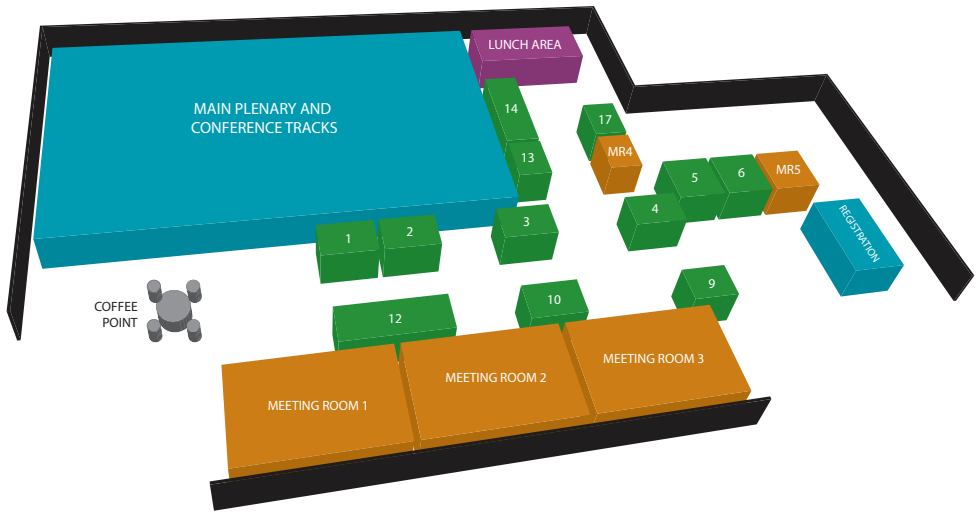 LUNCH AREA
MAIN PLENARY AND
CONFERENCE TRACKS
14
17
13
MR4
5
6
MR5
4
3
REGISTRATION
1
2
9
10
12
COFFEE
POINT
MEETING ROOM 1
MEETING ROOM 2
MEETING ROOM 3